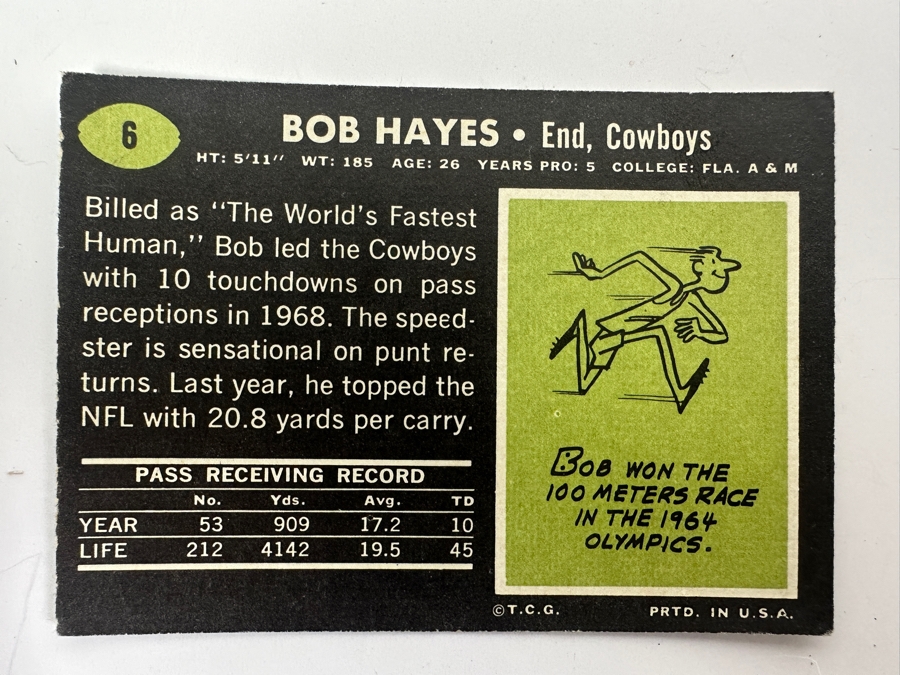 6
BOB HAYES • End, Cowboys
HT: 5'11'' WT: 185 AGE: 26 YEARS PRO: 5 COLLEGE: FLA. A & M
Billed as ‘‘The World's Fastest
Human,’’ Bob led the Cowboys
with 10 touchdowns on pass
receptions in 1968. The speed-
ster is sensational on punt re-
turns. Last year, he topped the
NFL with 20.8 yards per carry.
PASS RECEIVING RECORD
No. Yds. Avg. TD
YEAR 53 909 17.2 10
LIFE 212 4142 19.5 45
BOB WON THE
100 METERS RACE
IN THE 1964
OLYMPICS.
©T.C.G. PRTD. IN U.S.A.